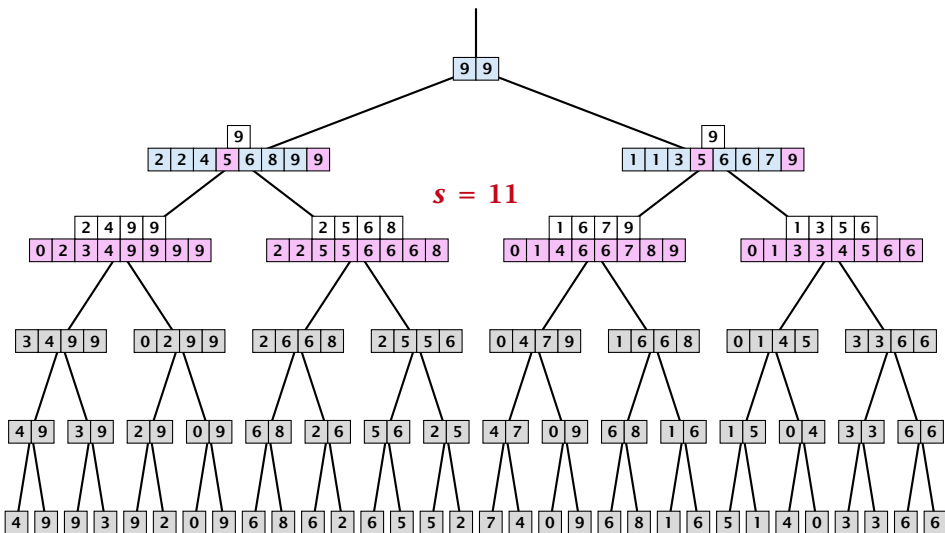 9 9
9 9
2 2 4 5 6 8 9 9 1 1 3 5 6 6 7 9
s = 11
2 4 9 9 2 5 6 8 1 6 7 9 1 3 5 6
0 2 3 4 9 9 9 9 2 2 5 5 6 6 6 8 0 1 4 6 6 7 8 9 0 1 3 3 4 5 6 6
3 4 9 9 0 2 9 9 2 6 6 8 2 5 5 6 0 4 7 9 1 6 6 8 0 1 4 5 3 3 6 6
4 9 3 9 2 9 0 9 6 8 2 6 5 6 2 5 4 7 0 9 6 8 1 6 1 5 0 4 3 3 6 6
4 9 9 3 9 2 0 9 6 8 6 2 6 5 5 2 7 4 0 9 6 8 1 6 5 1 4 0 3 3 6 6